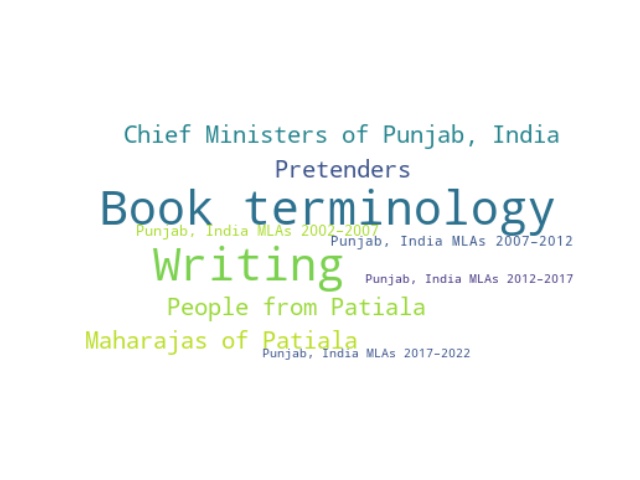 Chief Ministers of Punjab, India
Pretenders
Book terminology
Punjab, India MLAs 2002–2007
Punjab, India MLAs 2007–2012
Writing
Punjab, India MLAs 2012–2017
People from Patiala
Maharajas of Patiala
Punjab, India MLAs 2017–2022